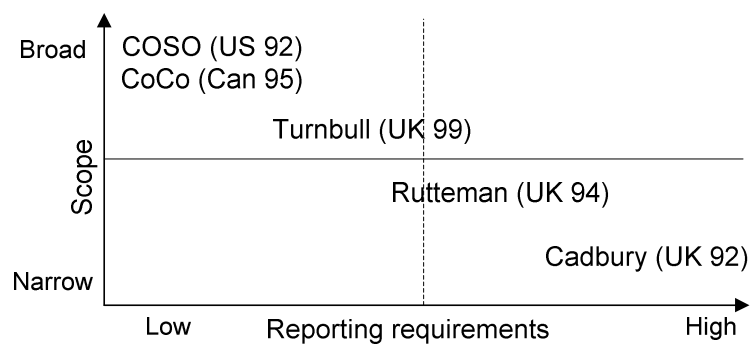 Broad
COSO (US 92)
CoCo (Can 95)
Turnbull (UK 99)
Scope
Rutteman (UK 94)
Cadbury (UK 92)
Narrow
Low
Reporting requirements
High